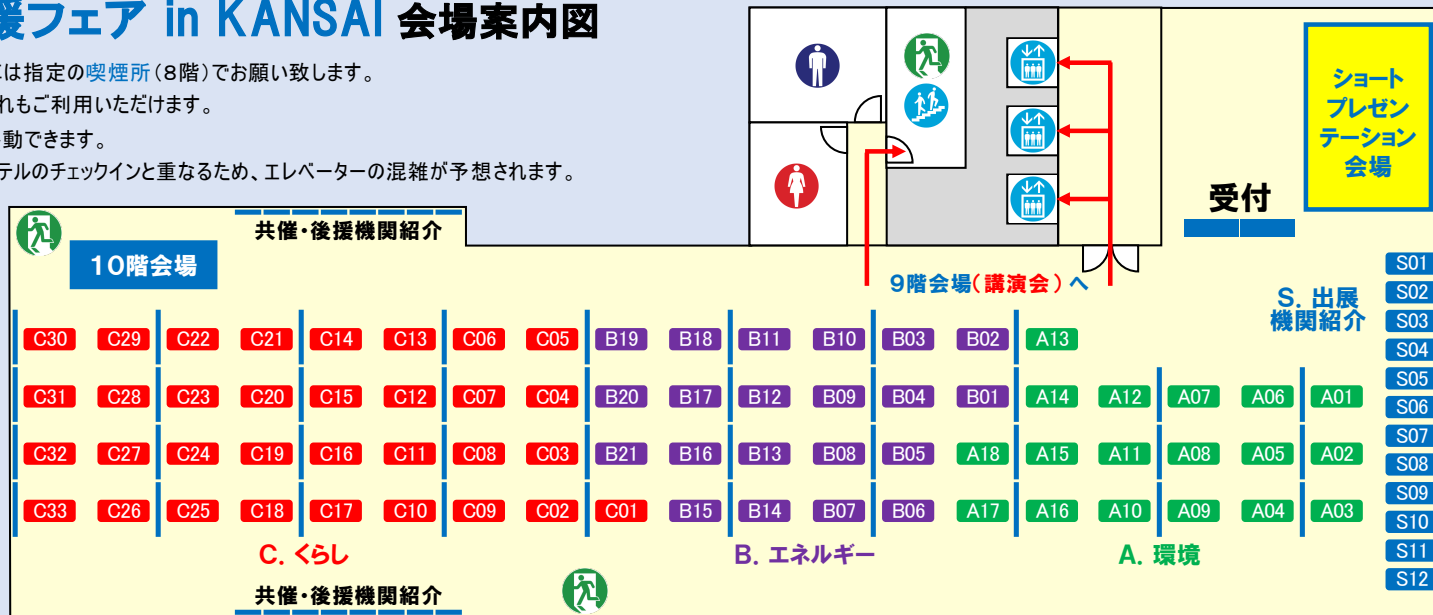 援フェア in KANSAI 会場案内図
は指定の喫煙所(8階)でお願い致します。
れもご利用いただけます。
動できます。
テルのチェックインと重なるため、エレベーターの混雑が予想されます。
ショート
プレゼン
テーション
会場
受付
共催・後援機関紹介
10階会場
9階会場(講演会)へ
S. 出展
機関紹介
S01
S02
S03
S04
S05
S06
S07
S08
S09
S10
S11
S12
C30 C29 C22 C21 C14 C13 C06 C05 B19 B18 B11 B10 B03 B02 A13
C31 C28 C23 C20 C15 C12 C07 C04 B20 B17 B12 B09 B04 B01 A14 A12 A07 A06 A01
C32 C27 C24 C19 C16 C11 C08 C03 B21 B16 B13 B08 B05 A18 A15 A11 A08 A05 A02
C33 C26 C25 C18 C17 C10 C09 C02 C01 B15 B14 B07 B06 A17 A16 A10 A09 A04 A03
C. くらし B. エネルギー A. 環境
共催・後援機関紹介